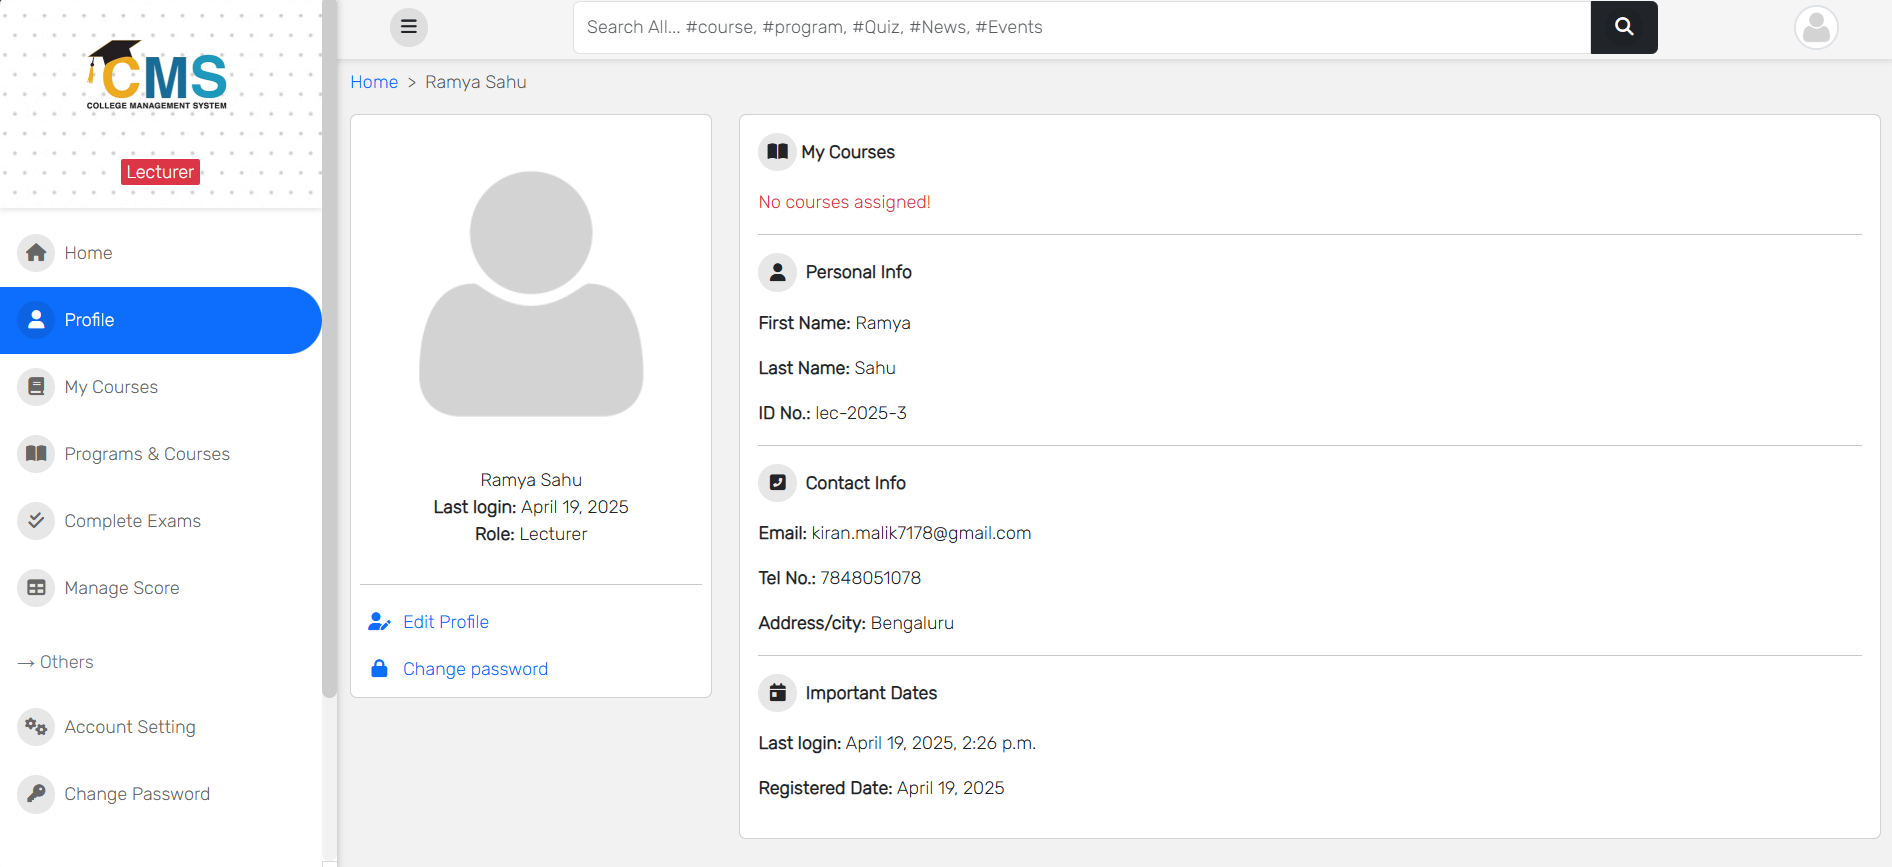 CMS
COLLEGE MANAGEMENT SYSTEM
Lecturer
Home
Profile
My Courses
Programs & Courses
Complete Exams
Manage Score
→ Others
Account Setting
Change Password
Search All... #course, #program, #Quiz, #News, #Events
Home > Ramya Sahu
Ramya Sahu
Last login: April 19, 2025
Role: Lecturer
Edit Profile
Change password
My Courses
No courses assigned!
Personal Info
First Name: Ramya
Last Name: Sahu
ID No.: lec-2025-3
Contact Info
Email: kiran.malik7178@gmail.com
Tel No.: 7848051078
Address/city: Bengaluru
Important Dates
Last login: April 19, 2025, 2:26 p.m.
Registered Date: April 19, 2025